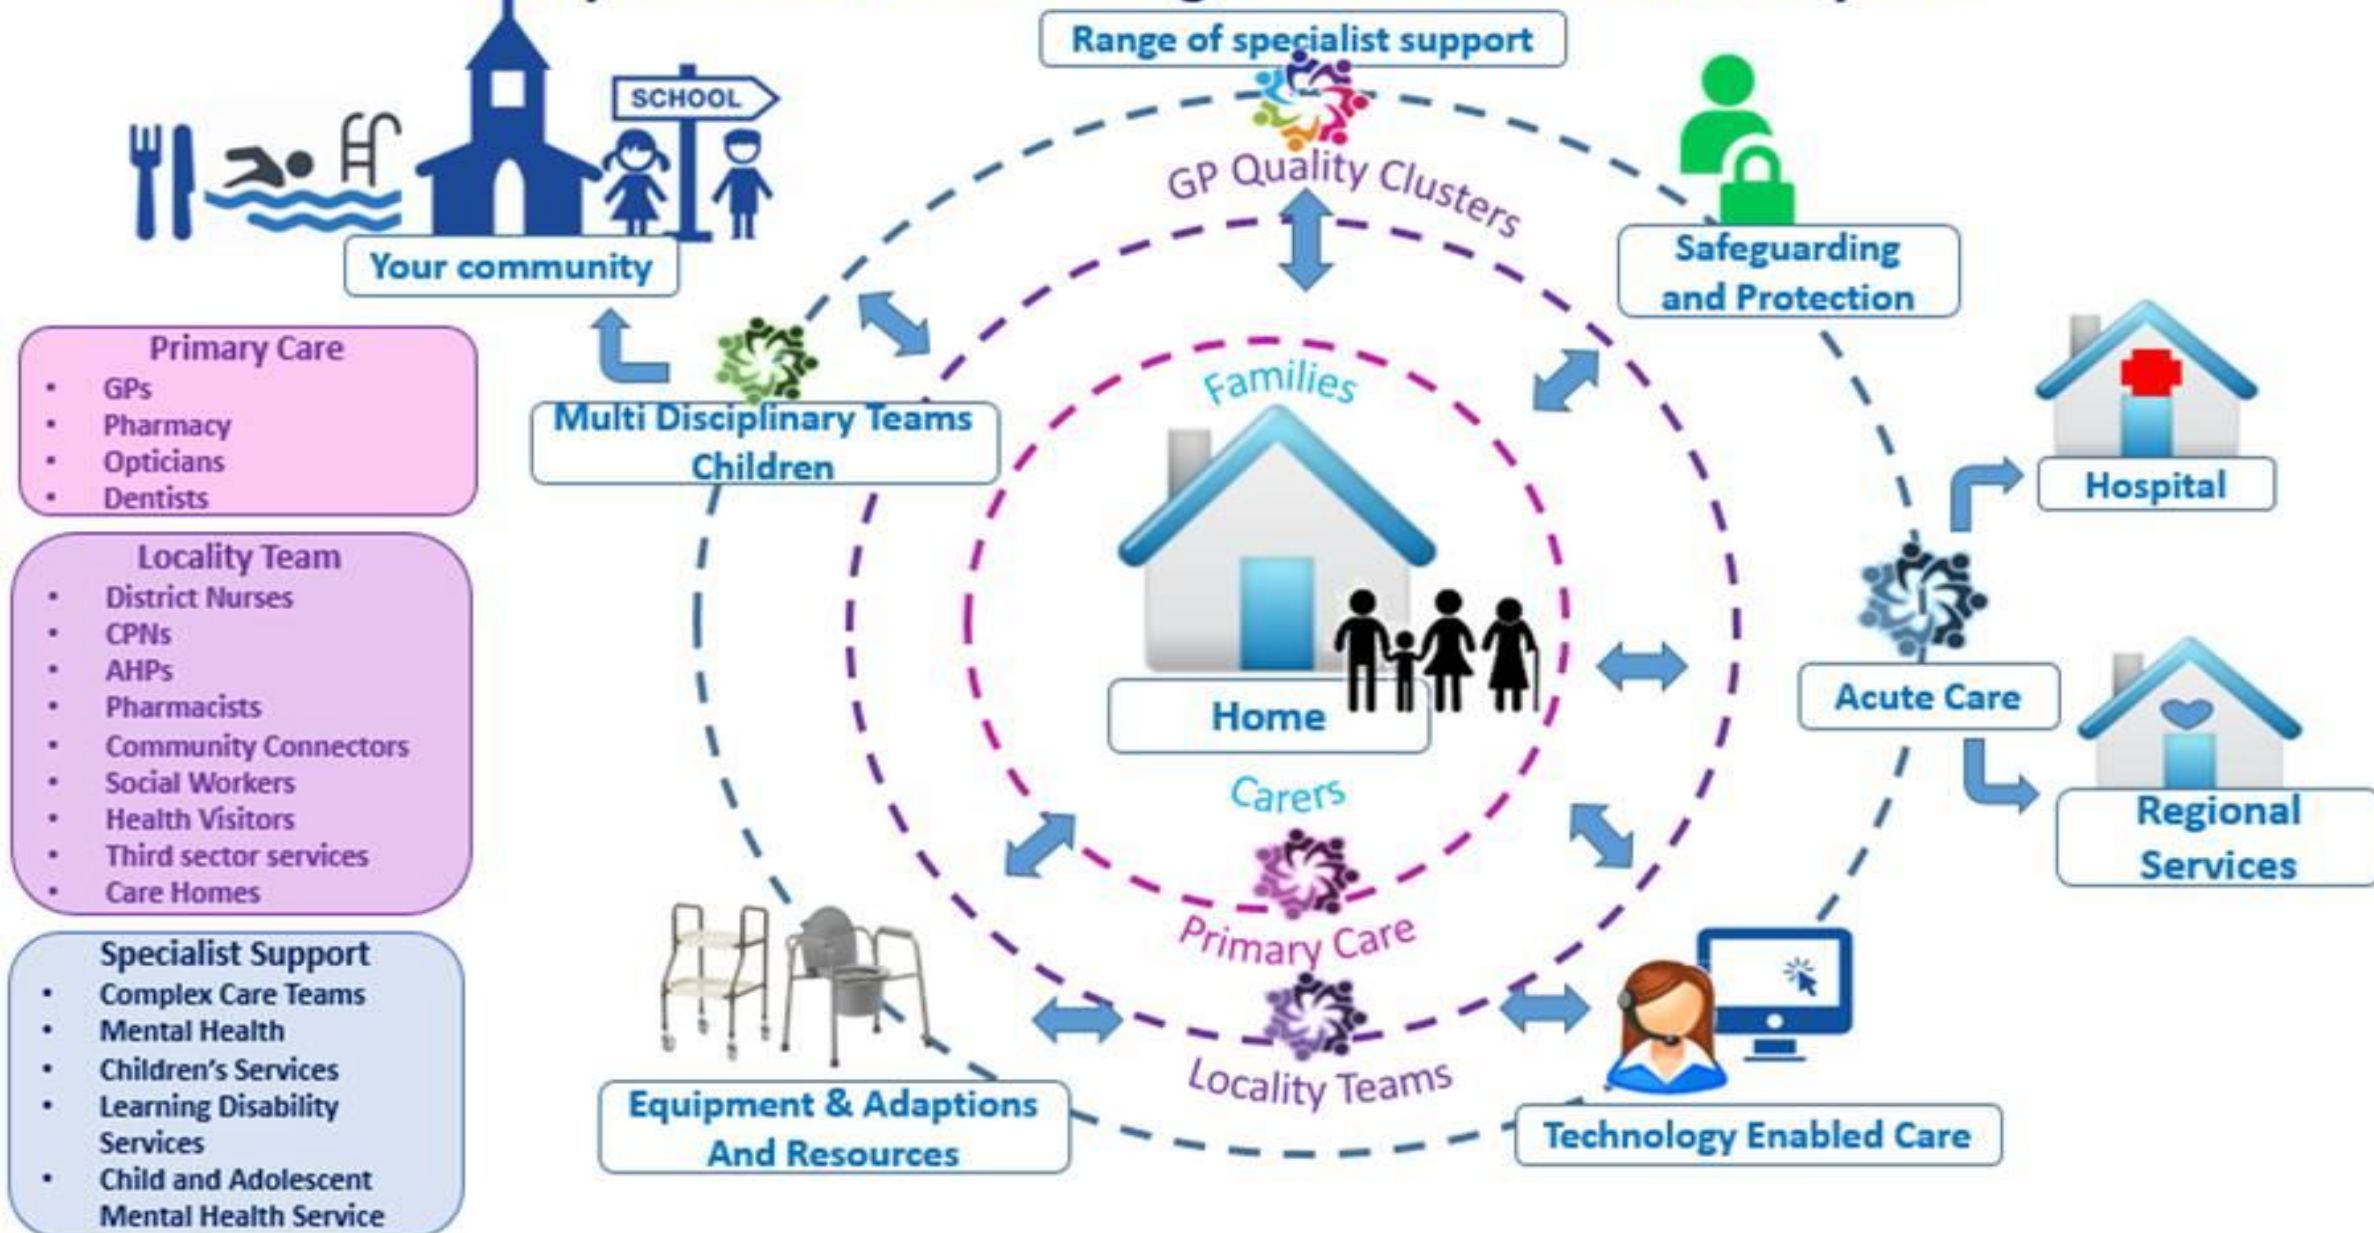 Range of specialist support
SCHOOL
GP Quality Clusters
Your community
Safeguarding
and Protection
Primary Care
• GPs
• Pharmacy
• Opticians
• Dentists
Families
Multi Disciplinary Teams
Children
Hospital
Locality Team
• District Nurses
• CPNs
• AHPs
• Pharmacists
• Community Connectors
• Social Workers
• Health Visitors
• Third sector services
• Care Homes
Home
Acute Care
Carers
Regional
Services
Primary Care
Specialist Support
• Complex Care Teams
• Mental Health
• Children's Services
• Learning Disability
Services
• Child and Adolescent
Mental Health Service
Locality Teams
Equipment & Adaptions
And Resources
Technology Enabled Care